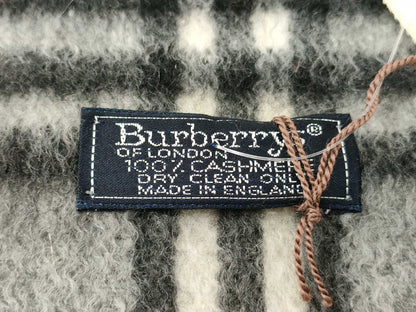 Burberrys®
OF LONDON
100% CASHMERE
DRY CLEAN ONLY
MADE IN ENGLAND